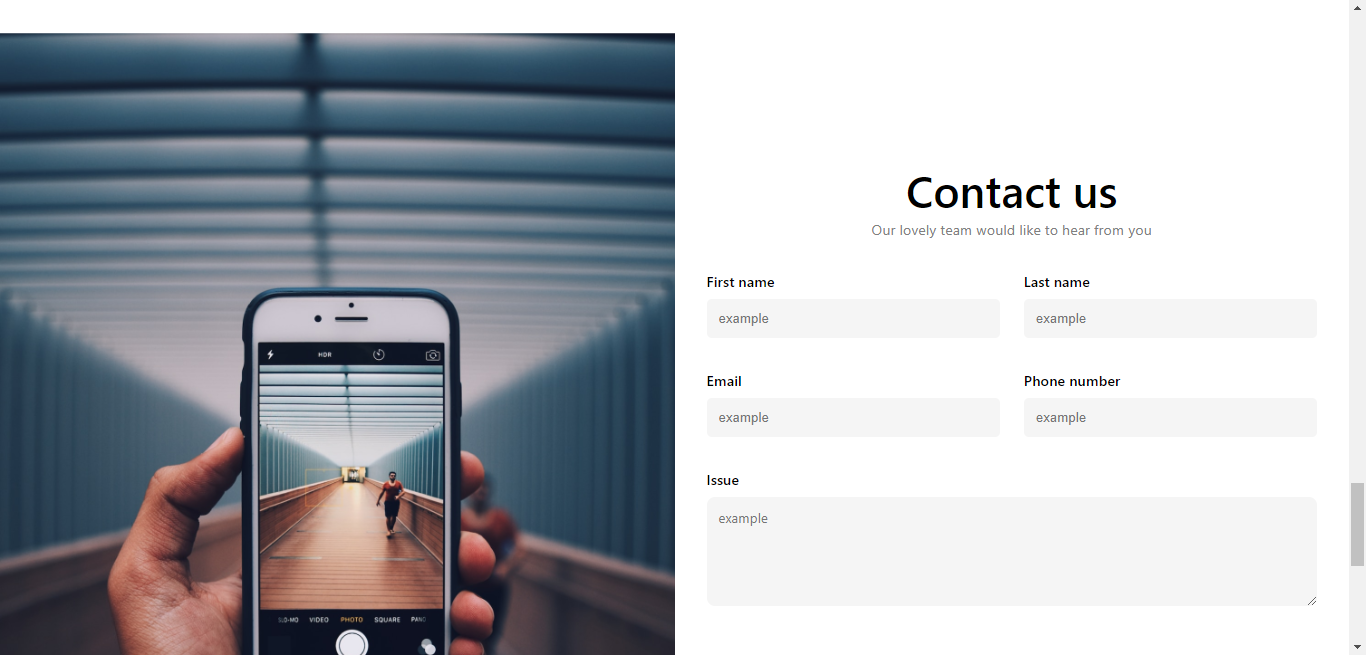 HDR
SLO-MO VIDEO PHOTO SQUARE PANO
Contact us
Our lovely team would like to hear from you
First name
Last name
example
example
Email
Phone number
example
example
Issue
example